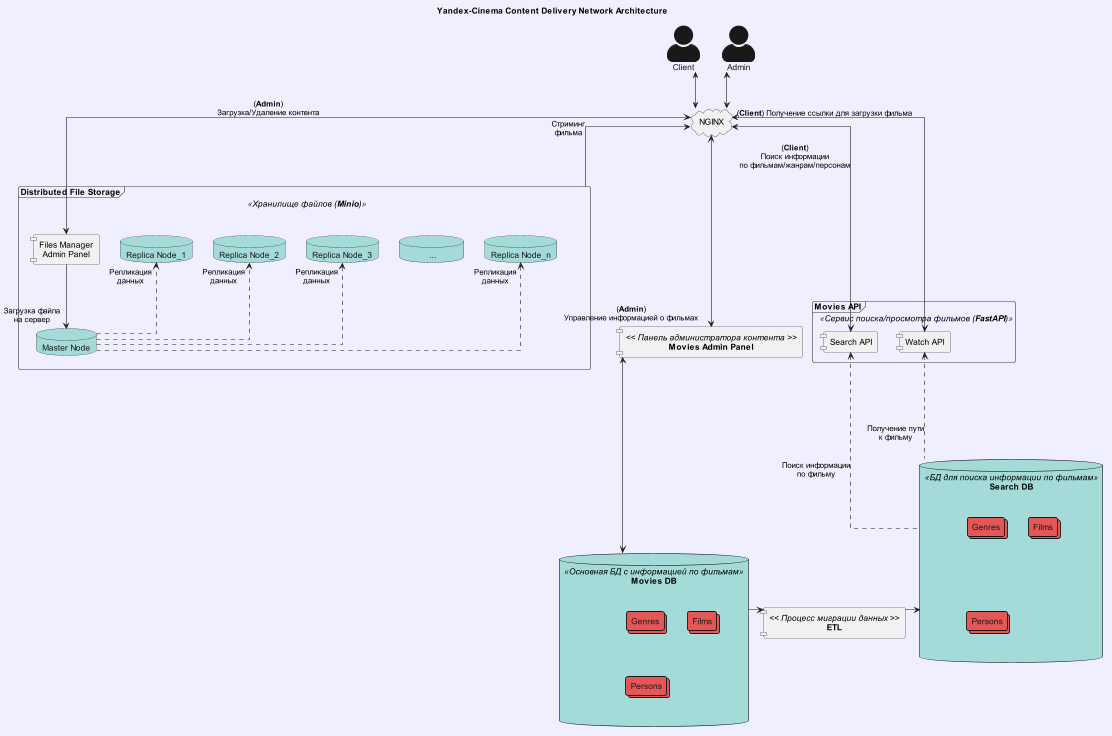 Yandex-Cinema Content Delivery Network Architecture
Client
Admin
(Admin)
Загрузка/Удаление контента
Стриминг
фильма
NGINX
(Client) Получение ссылки для загрузки фильма
(Client)
Поиск информации
по фильмам/жанрам/персонам
Distributed File Storage
«Хранилище файлов (Minio)»
Files Manager
Admin Panel
Replica Node_1
Replica Node_2
Replica Node_3
...
Replica Node_n
Репликация
данных
Репликация
данных
Репликация
данных
Репликация
данных
Загрузка файла
на сервер
Master Node
(Admin)
Управление информацией о фильмах
<< Панель администратора контента >>
Movies Admin Panel
Movies API
«Сервис поиска/просмотра фильмов (FastAPI)»
Search API
Watch API
Получение пути
к фильму
Поиск информации
по фильму
«БД для поиска информации по фильмам»
Search DB
Genres
Films
Persons
«Основная БД с информацией по фильмам»
Movies DB
Genres
Films
Persons
<< Процесс миграции данных >>
ETL